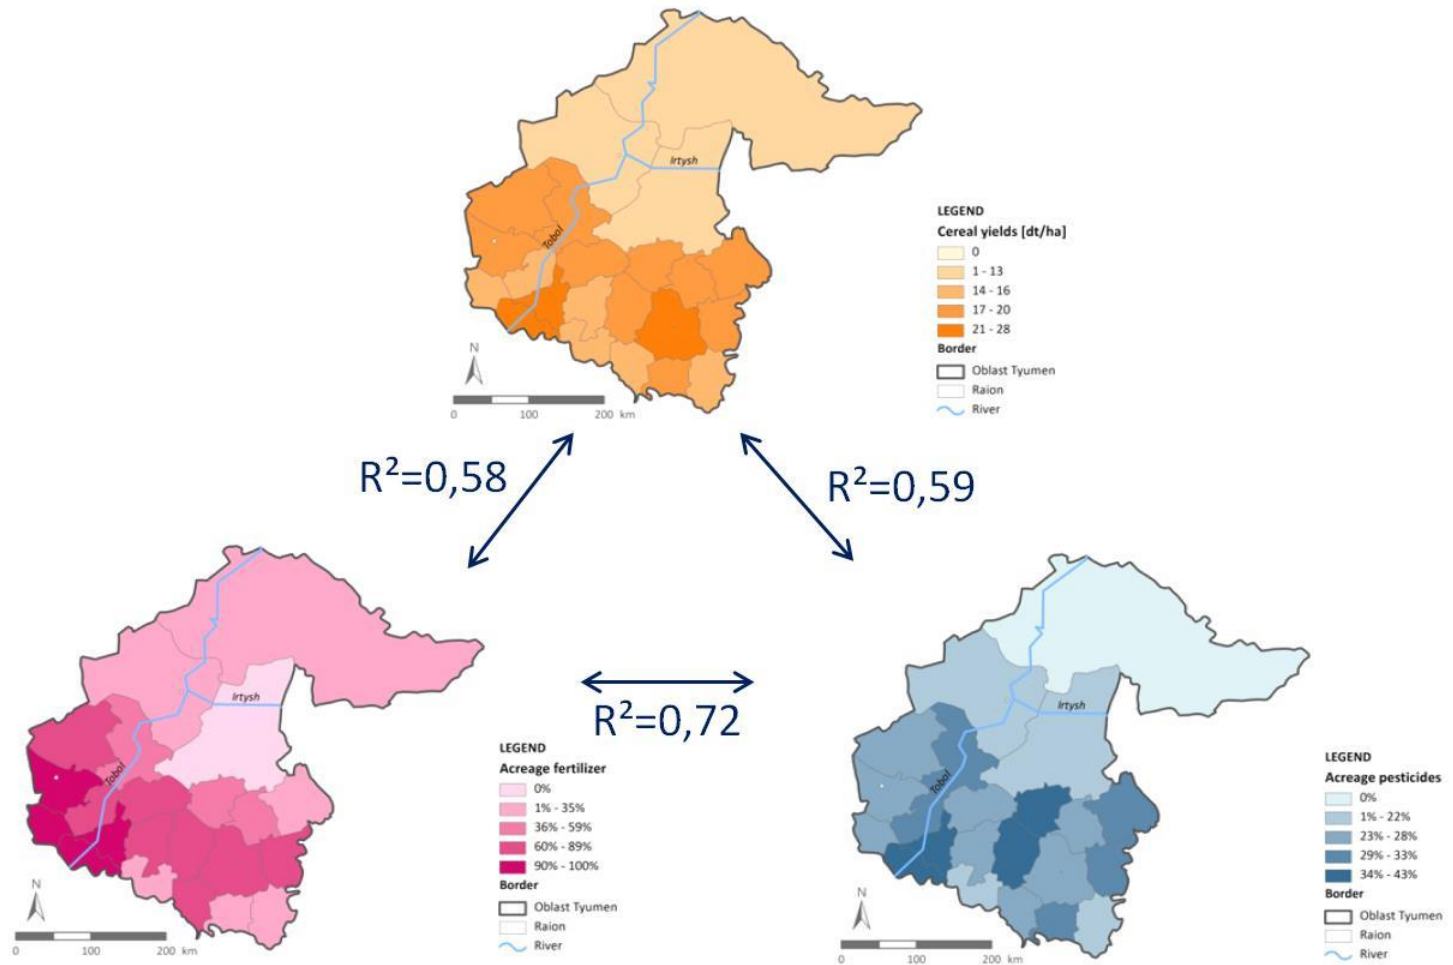 Irtysh
Tobol
LEGEND
Cereal yields [dt/ha]
0
1 - 13
14 - 16
17 - 20
21 - 28
Border
Oblast Tyumen
Raion
River
N
0 100 200 km
R²=0,58
R²=0,59
R²=0,72
Irtysh
Tobol
LEGEND
Acreage fertilizer
0%
1% - 35%
36% - 59%
60% - 89%
90% - 100%
Border
Oblast Tyumen
Raion
River
N
0 100 200 km
Irtysh
Tobol
LEGEND
Acreage pesticides
0%
1% - 22%
23% - 28%
29% - 33%
34% - 43%
Border
Oblast Tyumen
Raion
River
N
0 100 200 km